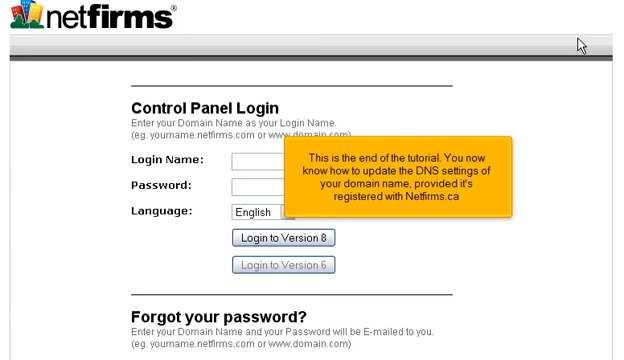 netfirms®
Control Panel Login
Enter your Domain Name as your Login Name.
(eg. yourname.netfirms.com or www.domain.com)
This is the end of the tutorial. You now
know how to update the DNS settings of
your domain name, provided it's
registered with Netfirms.ca
Login Name:
Password:
Language:
English
Login to Version 8
Login to Version 6
Forgot your password?
Enter your Domain Name and your Password will be E-mailed to you.
(eg. yourname.netfirms.com or www.domain.com)